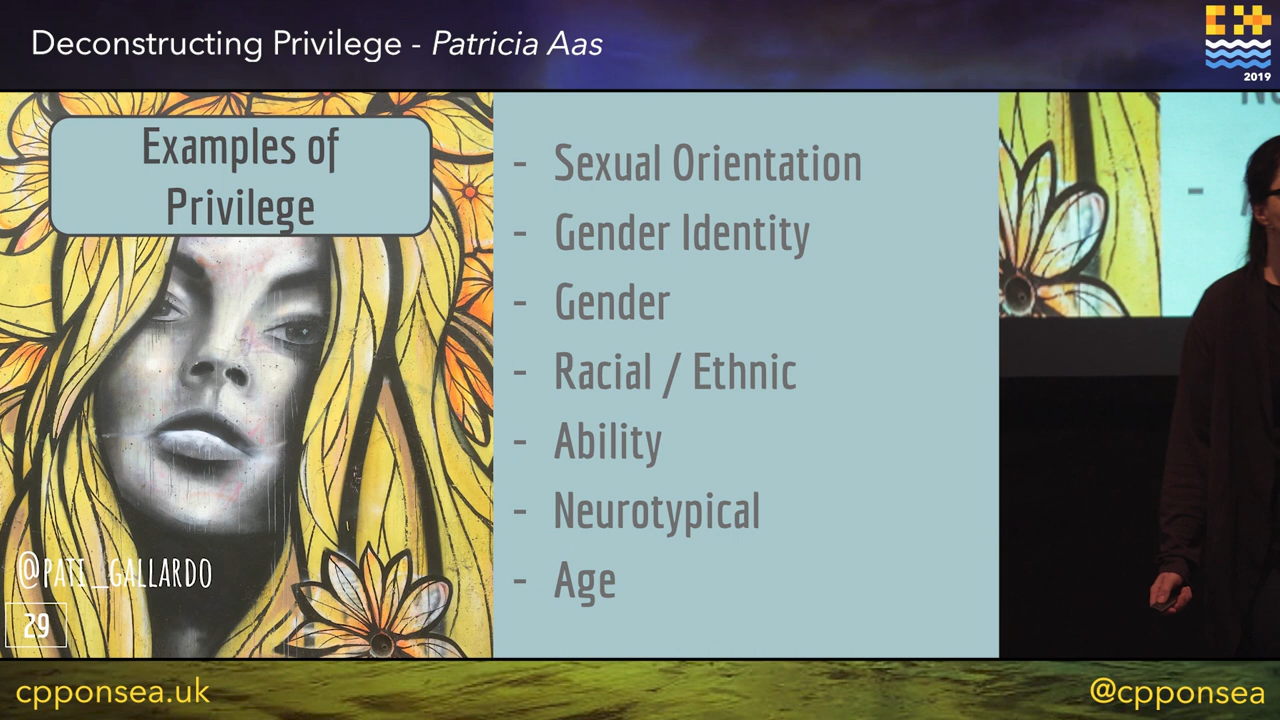 Deconstructing Privilege - Patricia Aas
2019
Examples of
Privilege
- Sexual Orientation
- Gender Identity
- Gender
- Racial / Ethnic
- Ability
- Neurotypical
- Age
@pati_gallardo
29
cpponsea.uk
@cpponsea